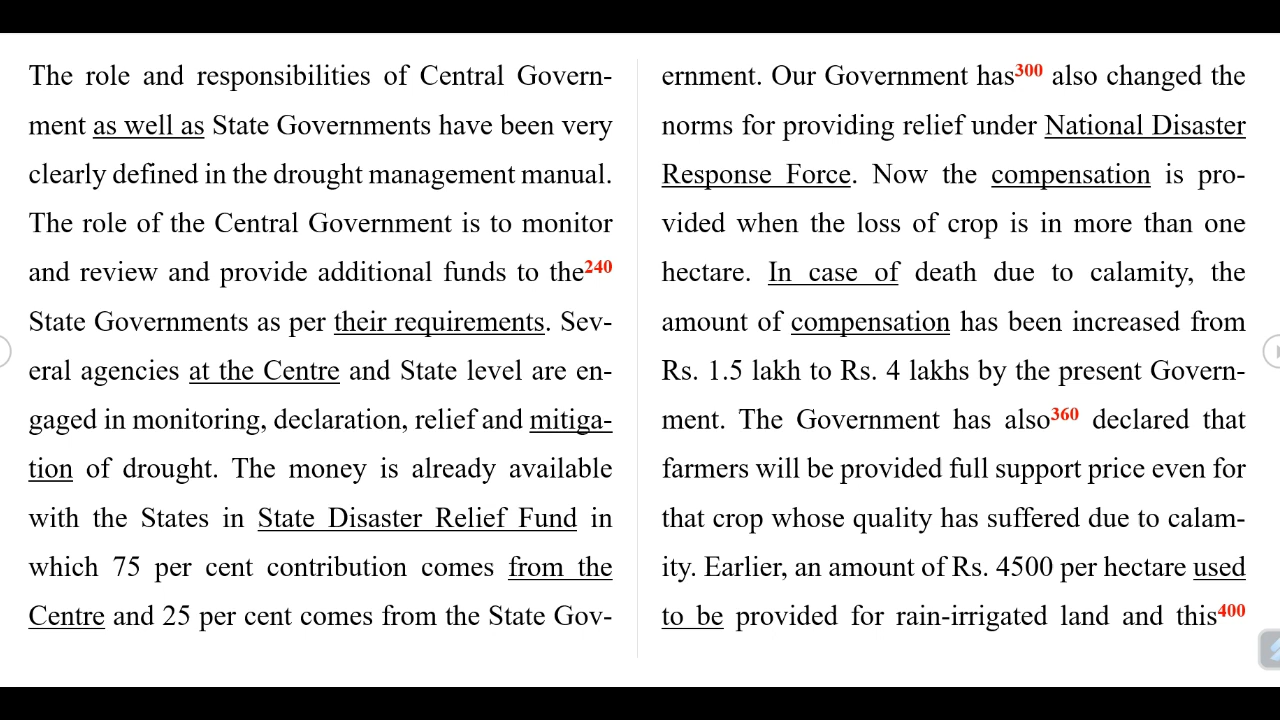 The role and responsibilities of Central Govern-
ment as well as State Governments have been very
clearly defined in the drought management manual.
The role of the Central Government is to monitor
and review and provide additional funds to the240
State Governments as per their requirements. Sev-
eral agencies at the Centre and State level are en-
gaged in monitoring, declaration, relief and mitiga-
tion of drought. The money is already available
with the States in State Disaster Relief Fund in
which 75 per cent contribution comes from the
Centre and 25 per cent comes from the State Gov-
ernment. Our Government has300 also changed the
norms for providing relief under National Disaster
Response Force. Now the compensation is pro-
vided when the loss of crop is in more than one
hectare. In case of death due to calamity, the
amount of compensation has been increased from
Rs. 1.5 lakh to Rs. 4 lakhs by the present Govern-
ment. The Government has also360 declared that
farmers will be provided full support price even for
that crop whose quality has suffered due to calam-
ity. Earlier, an amount of Rs. 4500 per hectare used
to be provided for rain-irrigated land and this400